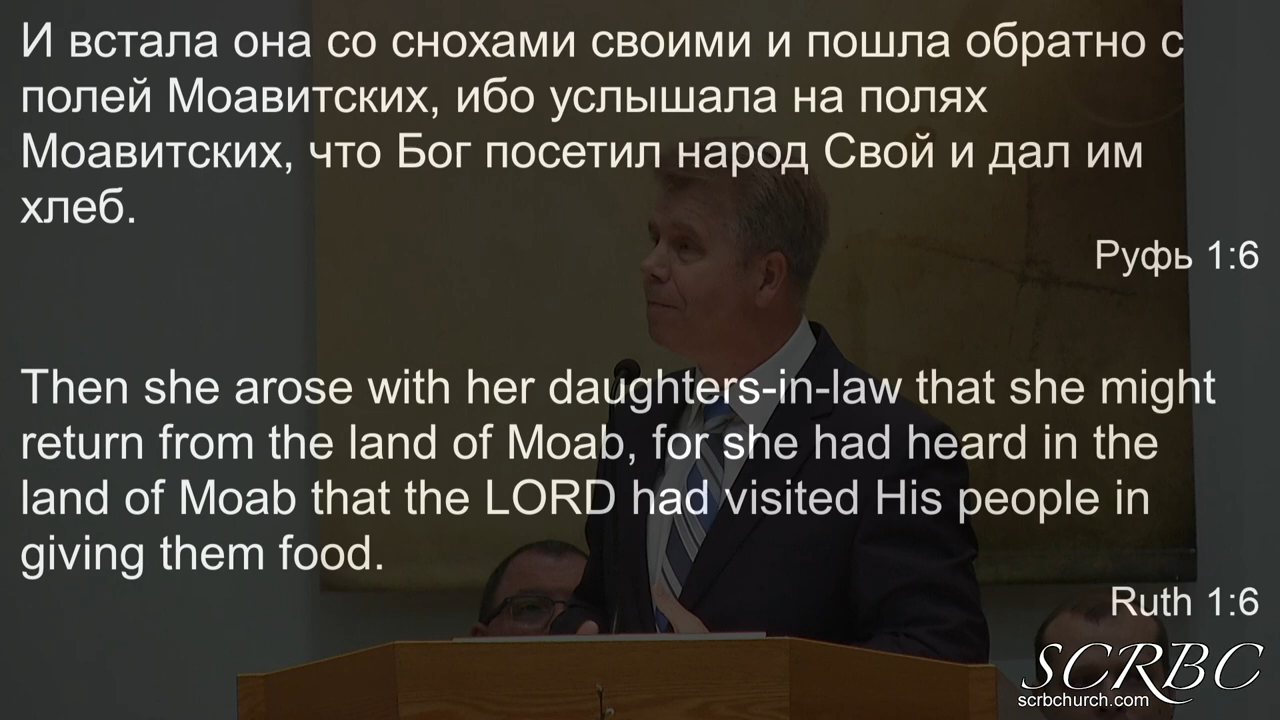 И встала она со снохами своими и пошла обратно с
полей Моавитских, ибо услышала на полях
Моавитских, что Бог посетил народ Свой и дал им
хлеб.
Руфь 1:6
Then she arose with her daughters-in-law that she might
return from the land of Moab, for she had heard in the
land of Moab that the LORD had visited His people in
giving them food.
Ruth 1:6
SCRBC
scrbchurch.com